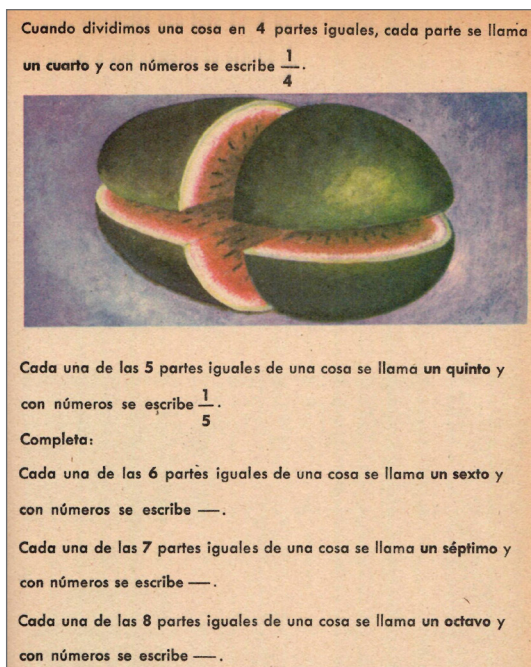 Cuando dividimos una cosa en 4 partes iguales, cada parte se llama
un cuarto y con números se escribe 1/4.
Cada una de las 5 partes iguales de una cosa se llama un quinto y
con números se escribe 1/5.
Completa:
Cada una de las 6 partes iguales de una cosa se llama un sexto y
con números se escribe —.
Cada una de las 7 partes iguales de una cosa se llama un séptimo y
con números se escribe —.
Cada una de las 8 partes iguales de una cosa se llama un octavo y
con números se escribe —.